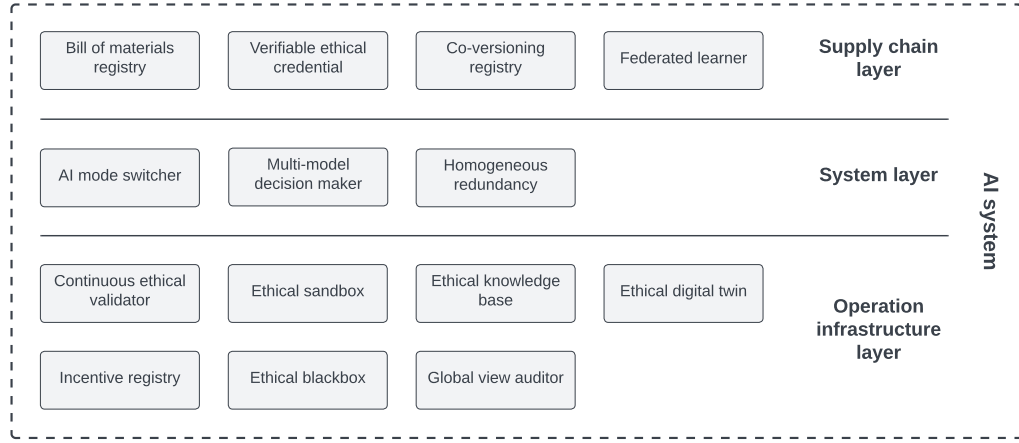 Bill of materials
registry
Verifiable ethical
credential
Co-versioning
registry
Federated learner
Supply chain
layer
AI mode switcher
Multi-model
decision maker
Homogeneous
redundancy
System layer
AI system
Continuous ethical
validator
Ethical sandbox
Ethical knowledge
base
Ethical digital twin
Operation
infrastructure
layer
Incentive registry
Ethical blackbox
Global view auditor